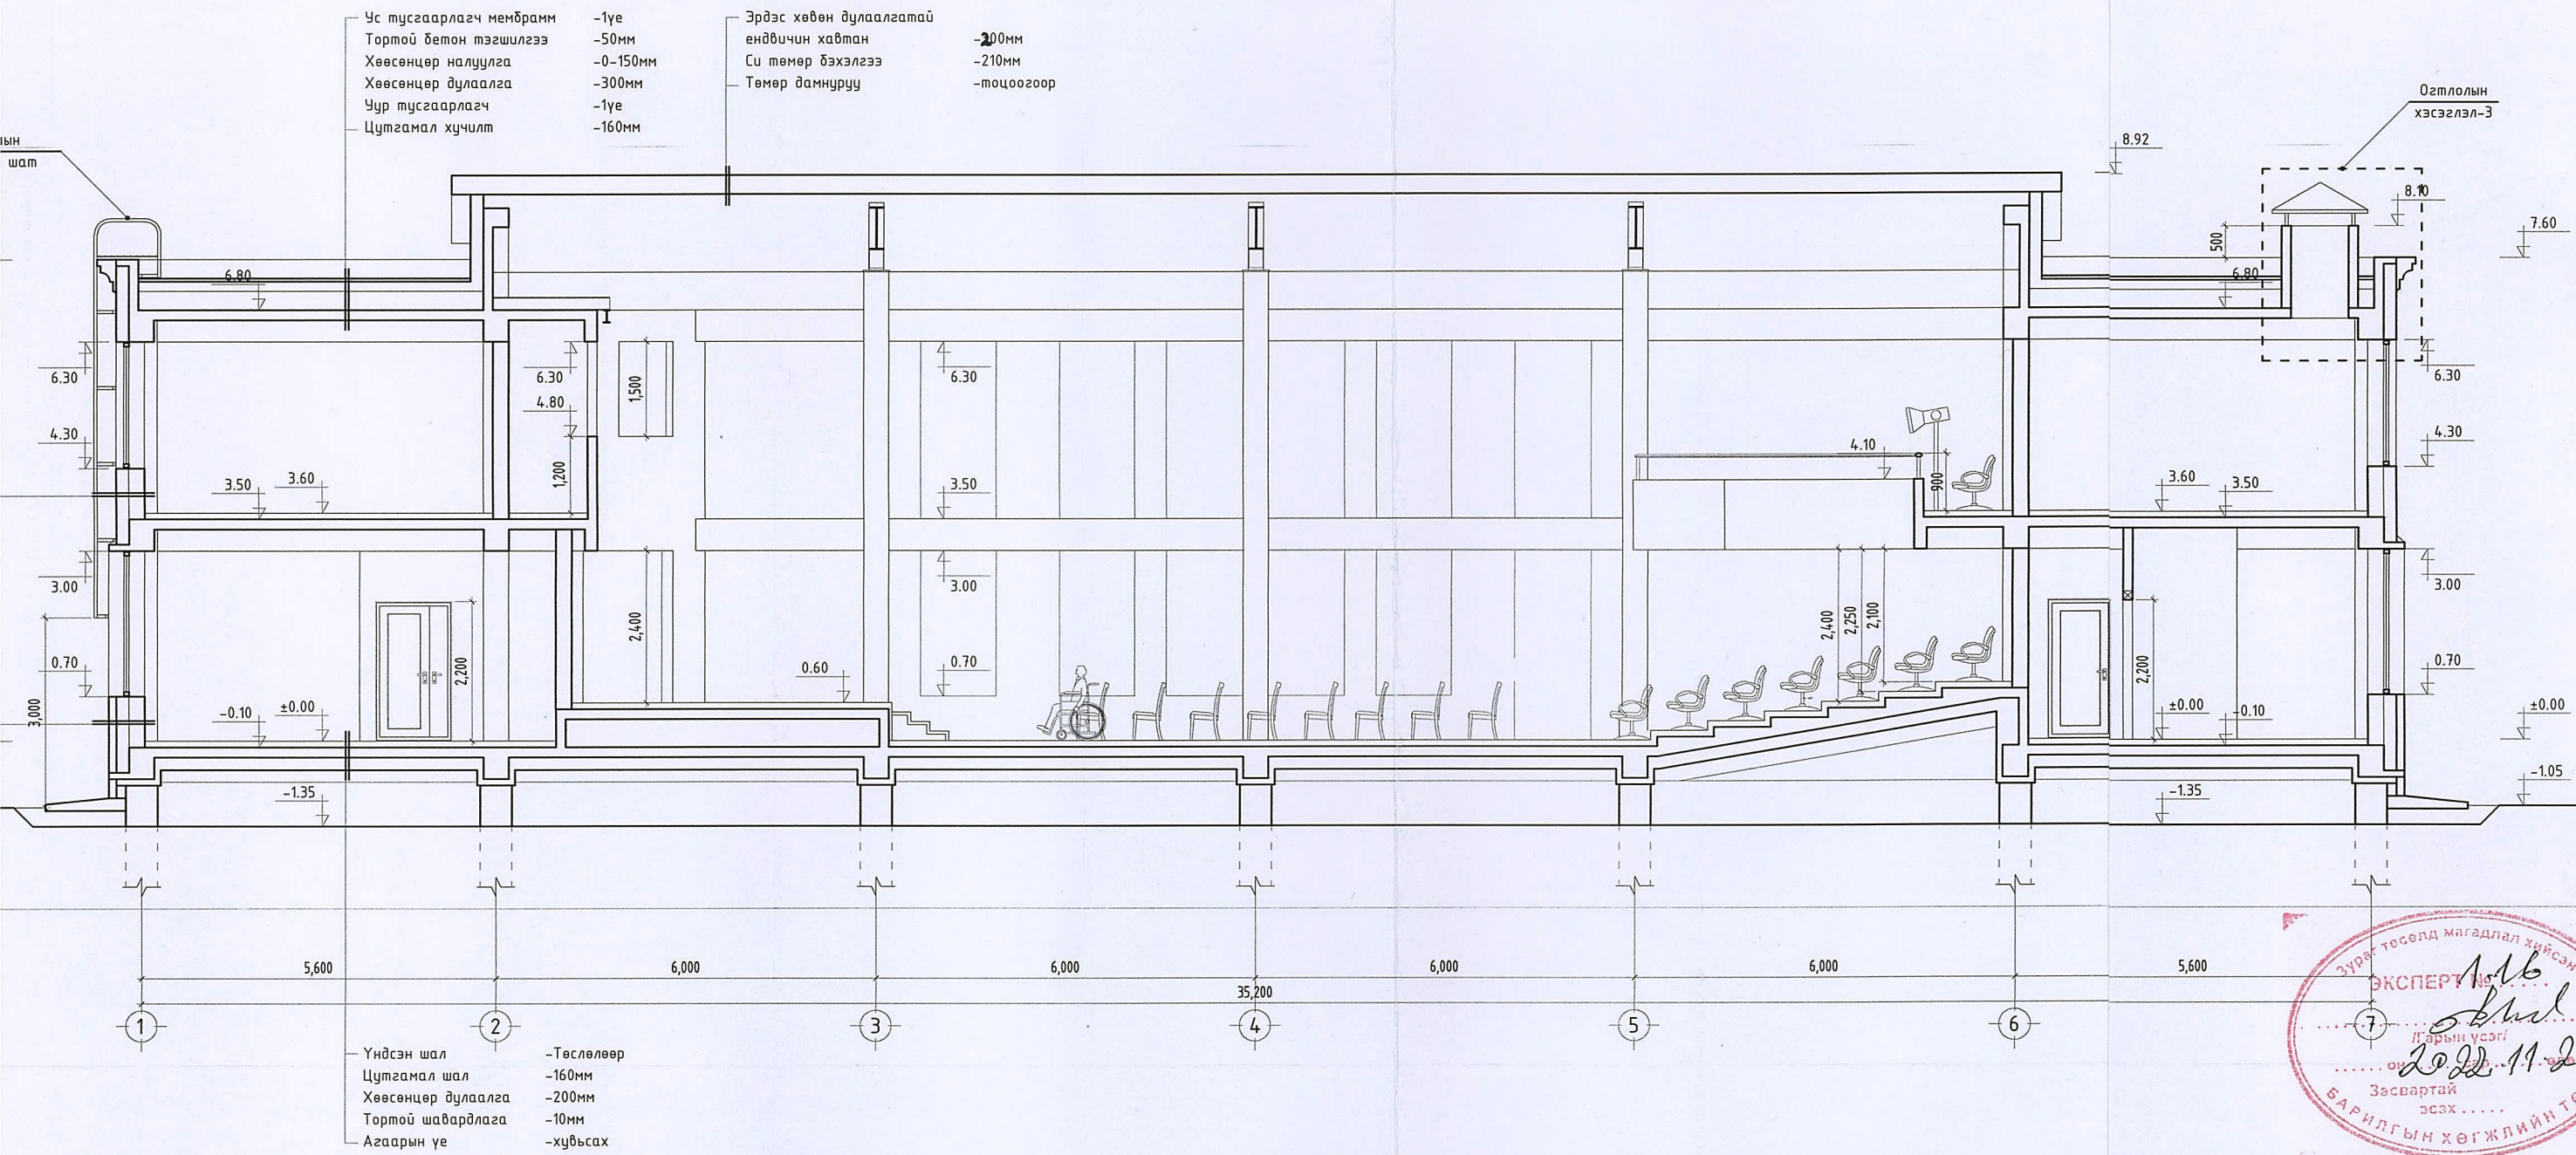 Ус тусгаарлагч мембрамм -1үе
Тортой бетон тэгшилгээ -50мм
Хөөсөнцөр налуулга -0-150мм
Хөөсөнцөр дулаалга -300мм
Уур тусгаарлагч -1үе
Цутгамал хучилт -160мм
Эрдэс хөвөн дулаалгатай
ендвичин хавтан -200мм
Си төмөр бэхэлгээ -210мм
Төмөр дамнуруу -тоцоогоор
Огтлолын
хэсэглэл-3
ын
шат
8.92
8.10
7.60
500
6.80
6.80
6.30
6.30
6.30
6.30
1,500
4.80
4.30
4.30
4.10
900
1,200
3.50
3.60
3.50
3.60
3.50
3.00
3.00
3.00
2,400
2,400
2,250
2,100
2,200
2,200
0.70
0.60
0.70
0.70
3,000
-0.10
±0.00
±0.00
-0.10
±0.00
-1.35
-1.35
-1.05
5,600
6,000
6,000
6,000
6,000
5,600
35,200
1
2
3
4
5
6
7
Үндсэн шал -Төслөлөөр
Цутгамал шал -160мм
Хөөсөнцөр дулаалга -200мм
Тортой шавардлага -10мм
Агаарын үе -хувьсах
Зураг төсөлд магадлал хийсэн
ЭКСПЕРТ № 1-16
/Гарын үсэг/
он
2022.11.2
Засвартай
эсэх .....
БАРИЛГЫН ХӨГЖЛИЙН ТӨ